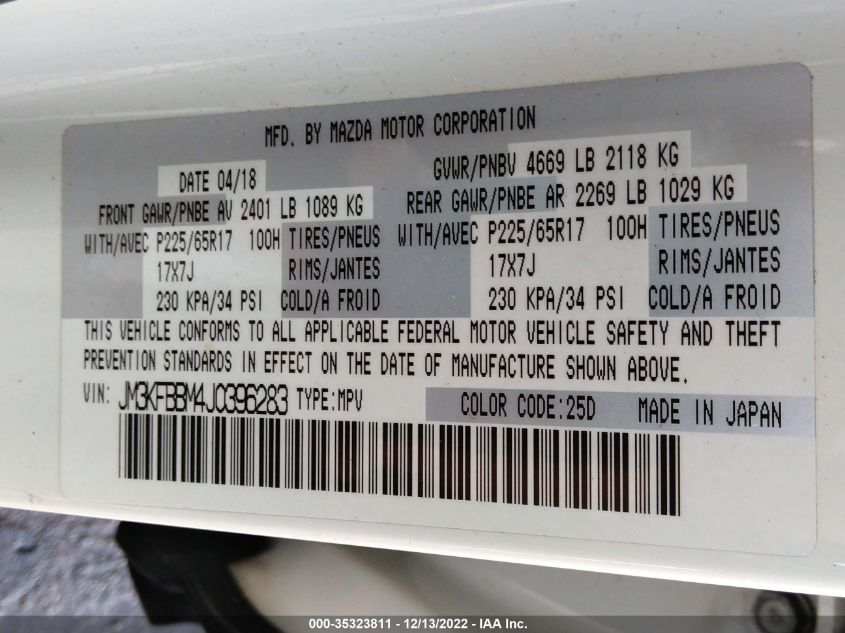 MFD. BY MAZDA MOTOR CORPORATION
DATE 04/18 GVWR/PNBV 4669 LB 2118 KG
FRONT GAWR/PNBE AV 2401 LB 1089 KG REAR GAWR/PNBE AR 2269 LB 1029 KG
WITH/AVEC P225/65R17 100H TIRES/PNEUS WITH/AVEC P225/65R17 100H TIRES/PNEUS
17X7J RIMS/JANTES 17X7J RIMS/JANTES
230 KPA/34 PSI COLD/A FROID 230 KPA/34 PSI COLD/A FROID
THIS VEHICLE CONFORMS TO ALL APPLICABLE FEDERAL MOTOR VEHICLE SAFETY AND THEFT
PREVENTION STANDARDS IN EFFECT ON THE DATE OF MANUFACTURE SHOWN ABOVE.
VIN: JM3KFBBM4J0396283 TYPE:MPV COLOR CODE:25D MADE IN JAPAN
000-35323811 - 12/13/2022 - IAA Inc.